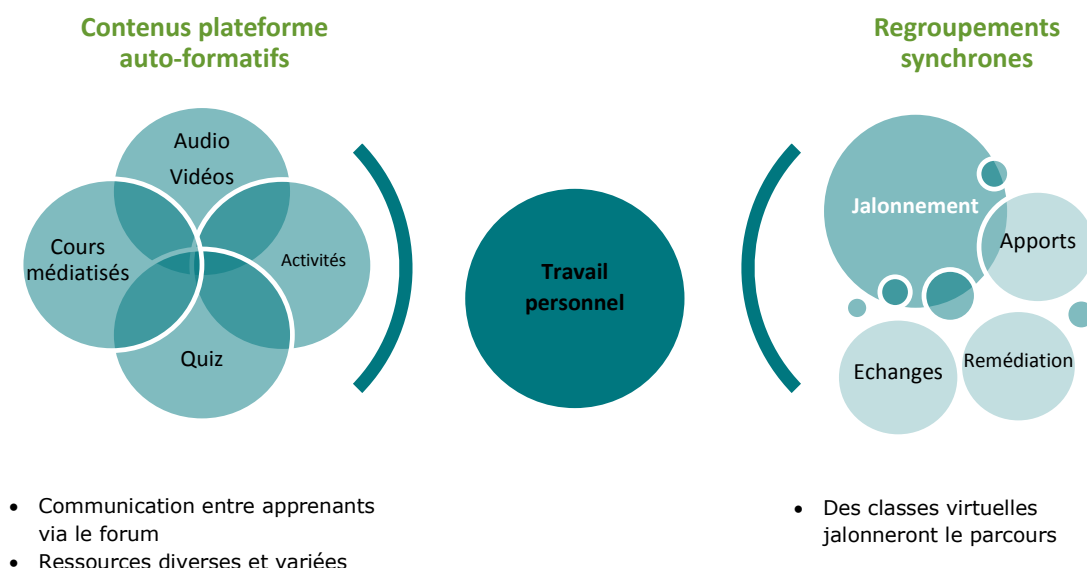 Contenus plateforme
auto-formatifs
Audio
Vidéos
Cours
médiatisés
Activités
Quiz
Travail
personnel
Regroupements
synchrones
Jalonnement
Apports
Echanges
Remédiation
• Communication entre apprenants
via le forum
• Ressources diverses et variées
• Des classes virtuelles
jalonneront le parcours